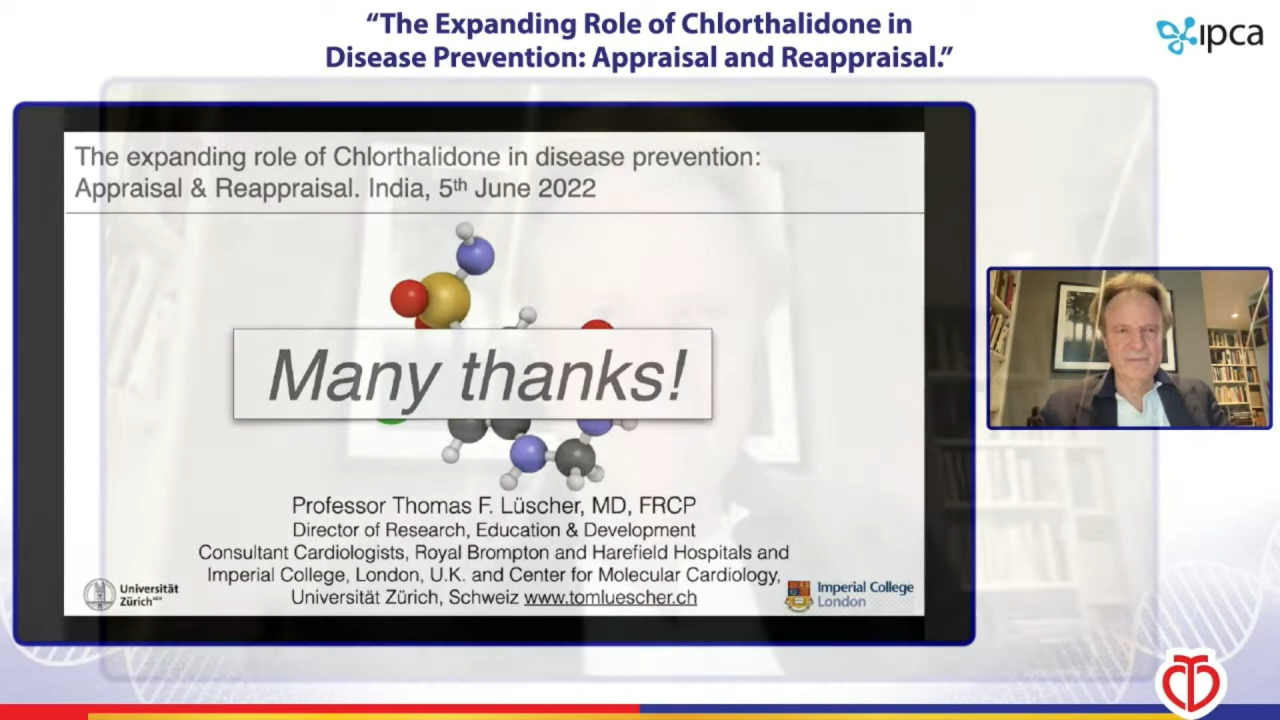 “The Expanding Role of Chlorthalidone in
Disease Prevention: Appraisal and Reappraisal.”
ipca
The expanding role of Chlorthalidone in disease prevention:
Appraisal & Reappraisal. India, 5th June 2022
Many thanks!
Professor Thomas F. Lüscher, MD, FRCP
Director of Research, Education & Development
Consultant Cardiologists, Royal Brompton and Harefield Hospitals and
Imperial College, London, U.K. and Center for Molecular Cardiology,
Universität Zürich, Schweiz www.tomluescher.ch
Universität
Zürich
Imperial College
London